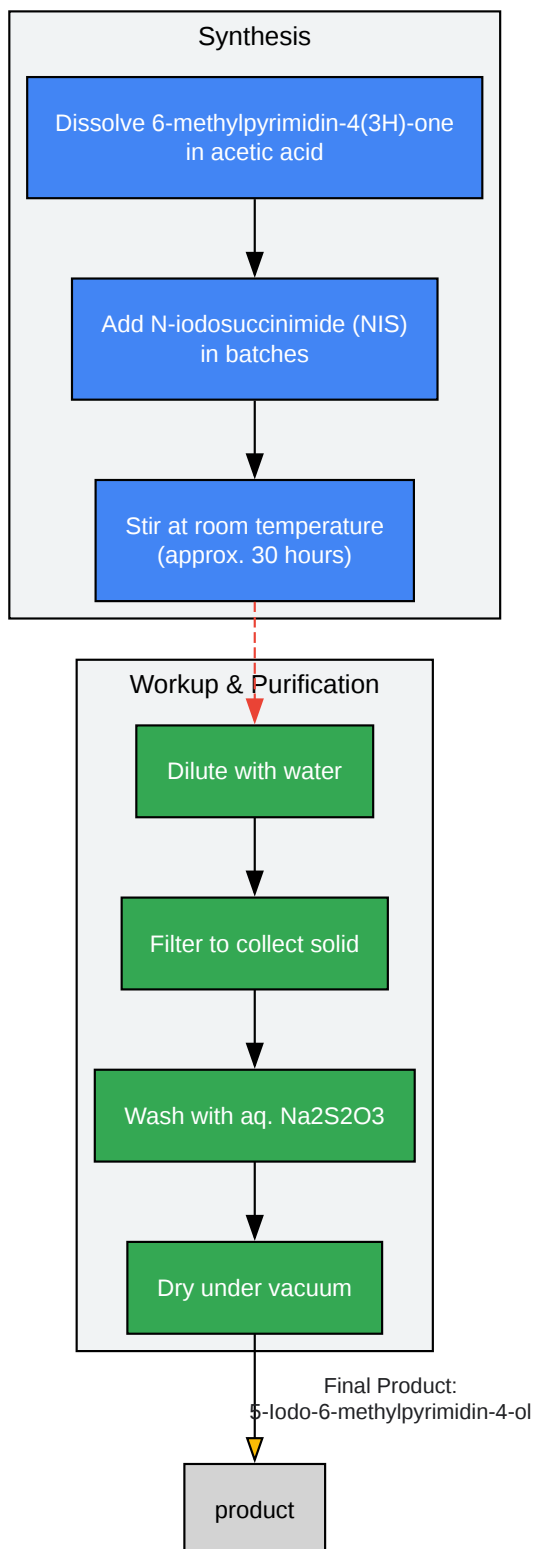 Synthesis
Dissolve 6-methylpyrimidin-4(3H)-one
in acetic acid
Add N-iodosuccinimide (NIS)
in batches
Stir at room temperature
(approx. 30 hours)
Workup & Purification
Dilute with water
Filter to collect solid
Wash with aq. Na2S2O3
Dry under vacuum
Final Product:
5-Iodo-6-methylpyrimidin-4-ol
product